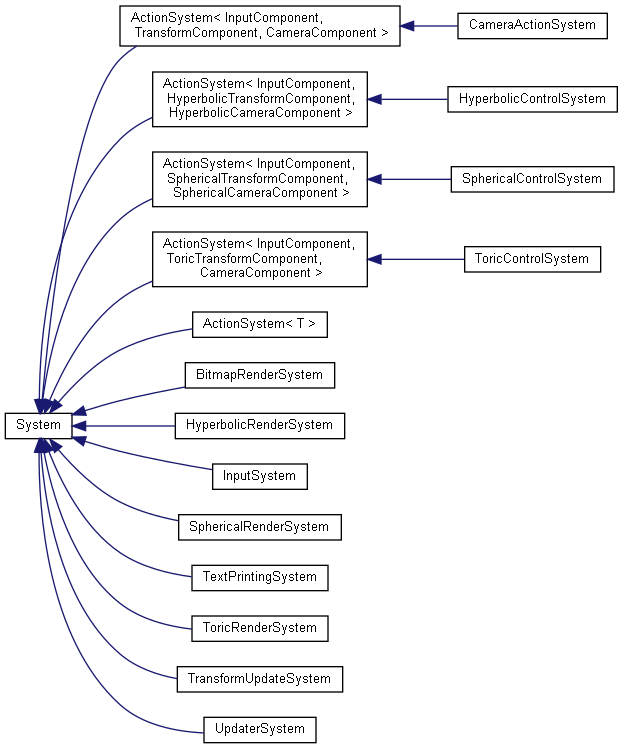 ActionSystem< InputComponent,
TransformComponent, CameraComponent >
CameraActionSystem
ActionSystem< InputComponent,
HyperbolicTransformComponent,
HyperbolicCameraComponent >
HyperbolicControlSystem
ActionSystem< InputComponent,
SphericalTransformComponent,
SphericalCameraComponent >
SphericalControlSystem
ActionSystem< InputComponent,
ToricTransformComponent,
CameraComponent >
ToricControlSystem
ActionSystem< T >
BitmapRenderSystem
System
HyperbolicRenderSystem
InputSystem
SphericalRenderSystem
TextPrintingSystem
ToricRenderSystem
TransformUpdateSystem
UpdaterSystem